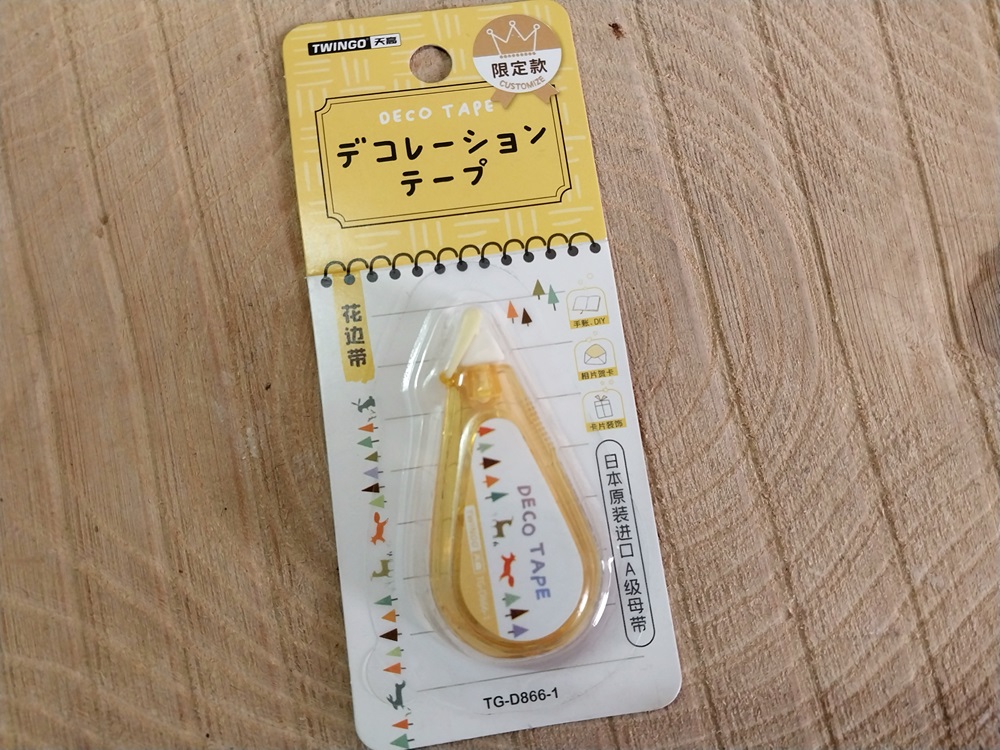 TWINGO 天高
限定款
CUSTOMIZE
DECO TAPE
デコレーション
テープ
花边带
手账、DIY
相片贺卡
卡片装饰
日本原装进口A级母带
DECO TAPE
TG-D866-1